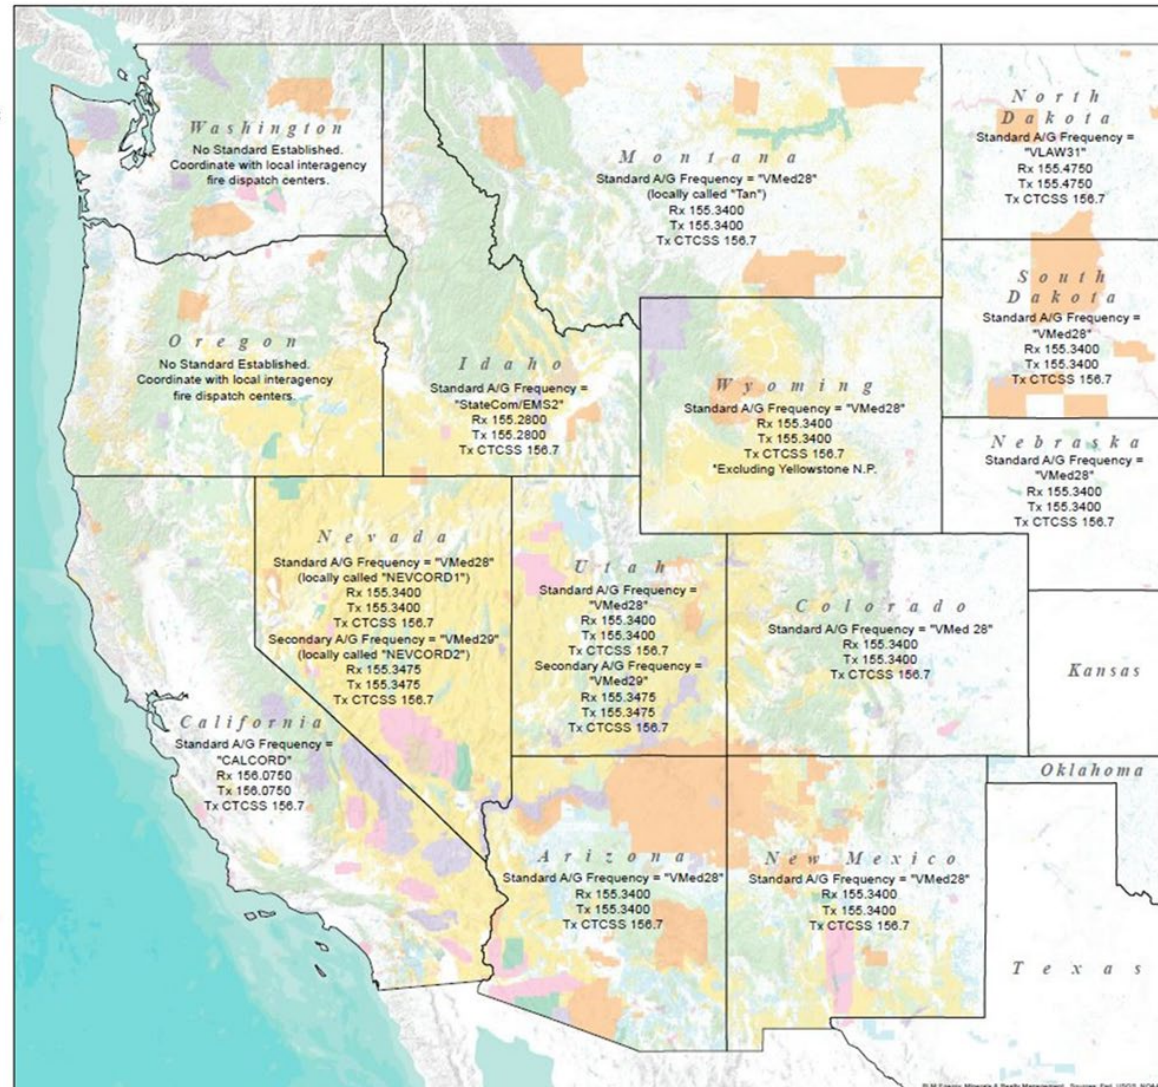 Washington
No Standard Established.
Coordinate with local interagency
fire dispatch centers.
Montana
Standard A/G Frequency = "VMed28"
(locally called "Tan")
Rx 155.3400
Tx 155.3400
Tx CTCSS 156.7
North
Dakota
Standard A/G Frequency =
"VLAW31"
Rx 155.4750
Tx 155.4750
Tx CTCSS 156.7
Oregon
No Standard Established.
Coordinate with local interagency
fire dispatch centers.
Idaho
Standard A/G Frequency =
"StateCom/EMS2"
Rx 155.2800
Tx 155.2800
Tx CTCSS 156.7
Wyoming
Standard A/G Frequency = "VMed28"
Rx 155.3400
Tx 155.3400
Tx CTCSS 156.7
*Excluding Yellowstone N.P.
South
Dakota
Standard A/G Frequency =
"VMed28"
Rx 155.3400
Tx 155.3400
Tx CTCSS 156.7
Nebraska
Standard A/G Frequency =
"VMed28"
Rx 155.3400
Tx 155.3400
Tx CTCSS 156.7
Nevada
Standard A/G Frequency = "VMed28"
(locally called "NEVCORD1")
Rx 155.3400
Tx 155.3400
Tx CTCSS 156.7
Secondary A/G Frequency = "VMed29"
(locally called "NEVCORD2")
Rx 155.3475
Tx 155.3475
Tx CTCSS 156.7
Utah
Standard A/G Frequency =
"VMed28"
Rx 155.3400
Tx 155.3400
Tx CTCSS 156.7
Secondary A/G Frequency =
"VMed29"
Rx 155.3475
Tx 155.3475
Tx CTCSS 156.7
Colorado
Standard A/G Frequency = "VMed 28"
Rx 155.3400
Tx 155.3400
Tx CTCSS 156.7
Kansas
California
Standard A/G Frequency =
"CALCORD"
Rx 156.0750
Tx 156.0750
Tx CTCSS 156.7
Oklahoma
Arizona
Standard A/G Frequency = "VMed28"
Rx 155.3400
Tx 155.3400
Tx CTCSS 156.7
New Mexico
Standard A/G Frequency = "VMed28"
Rx 155.3400
Tx 155.3400
Tx CTCSS 156.7
Texas